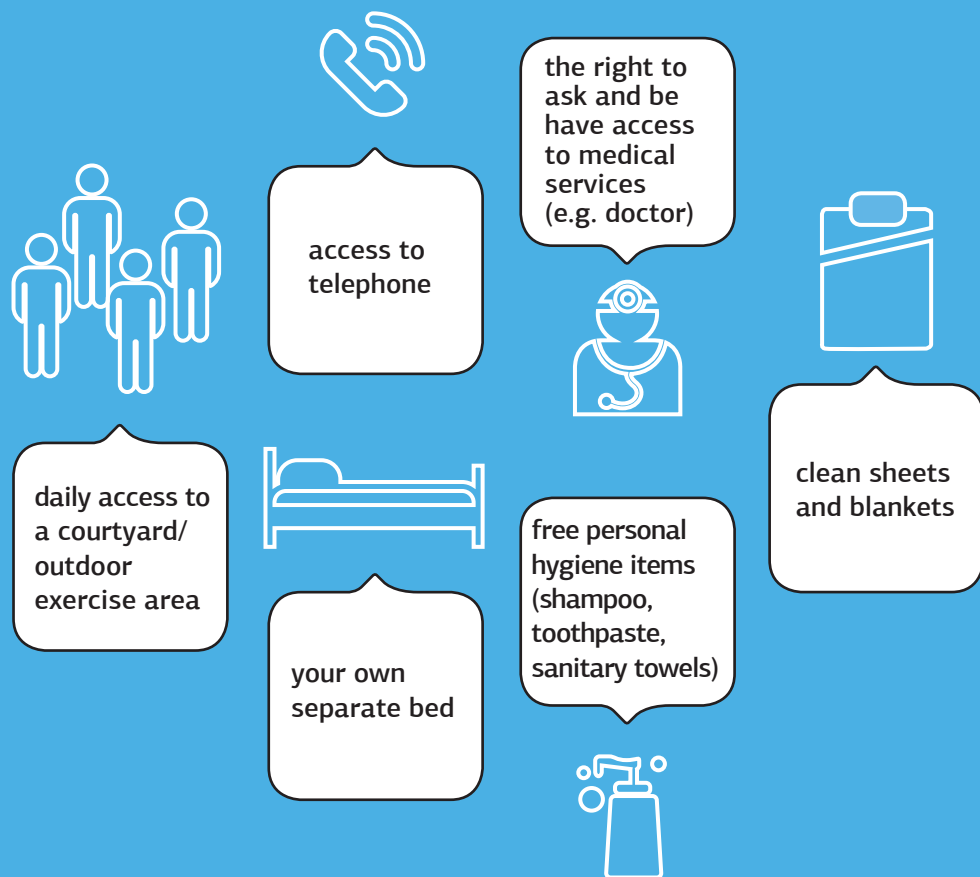 the right to
ask and be
have access
to medical
services
(e.g. doctor)
access to
telephone
daily access to
a courtyard/
outdoor
exercise area
clean sheets
and blankets
free personal
hygiene items
(shampoo,
toothpaste,
sanitary towels)
your own
separate bed